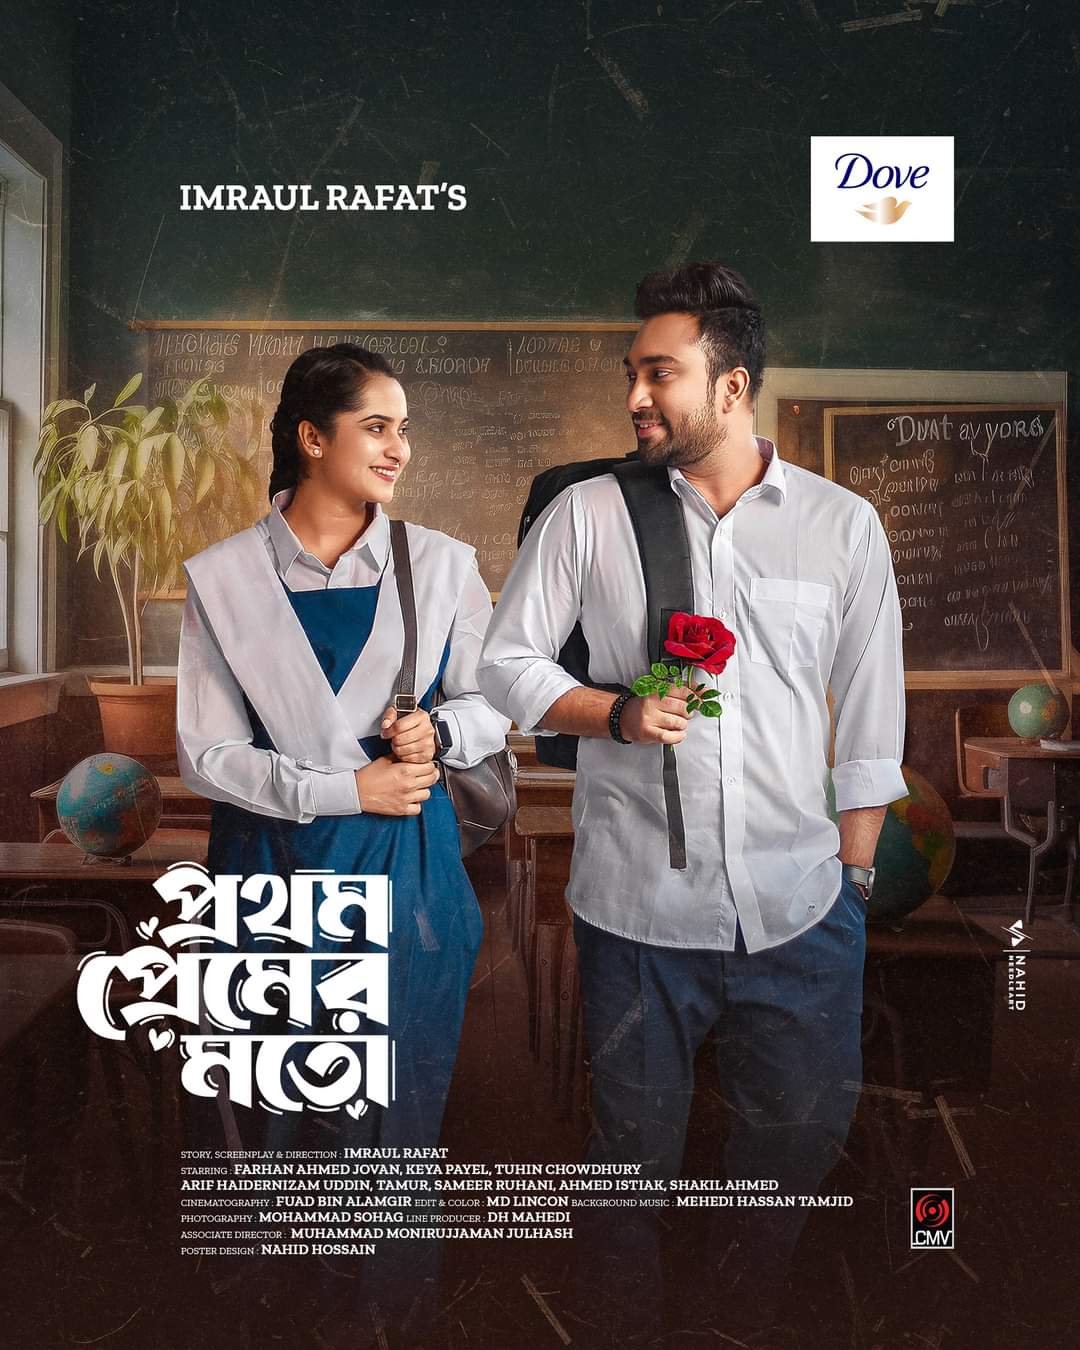 IMRAUL RAFAT'S
Dove
প্রথম
প্রেমের
মতো
NAHID
NEEDLEART
STORY, SCREENPLAY & DIRECTION : IMRAUL RAFAT
STARRING : FARHAN AHMED JOVAN, KEYA PAYEL, TUHIN CHOWDHURY
ARIF HAIDERNIZAM UDDIN, TAMUR, SAMEER RUHANI, AHMED ISTIAK, SHAKIL AHMED
CINEMATOGRAPHY : FUAD BIN ALAMGIR EDIT & COLOR : MD LINCON BACKGROUND MUSIC : MEHEDI HASSAN TAMJID
PHOTOGRAPHY : MOHAMMAD SOHAG LINE PRODUCER : DH MAHEDI
ASSOCIATE DIRECTOR : MUHAMMAD MONIRUJJAMAN JULHASH
POSTER DESIGN : NAHID HOSSAIN
CMV